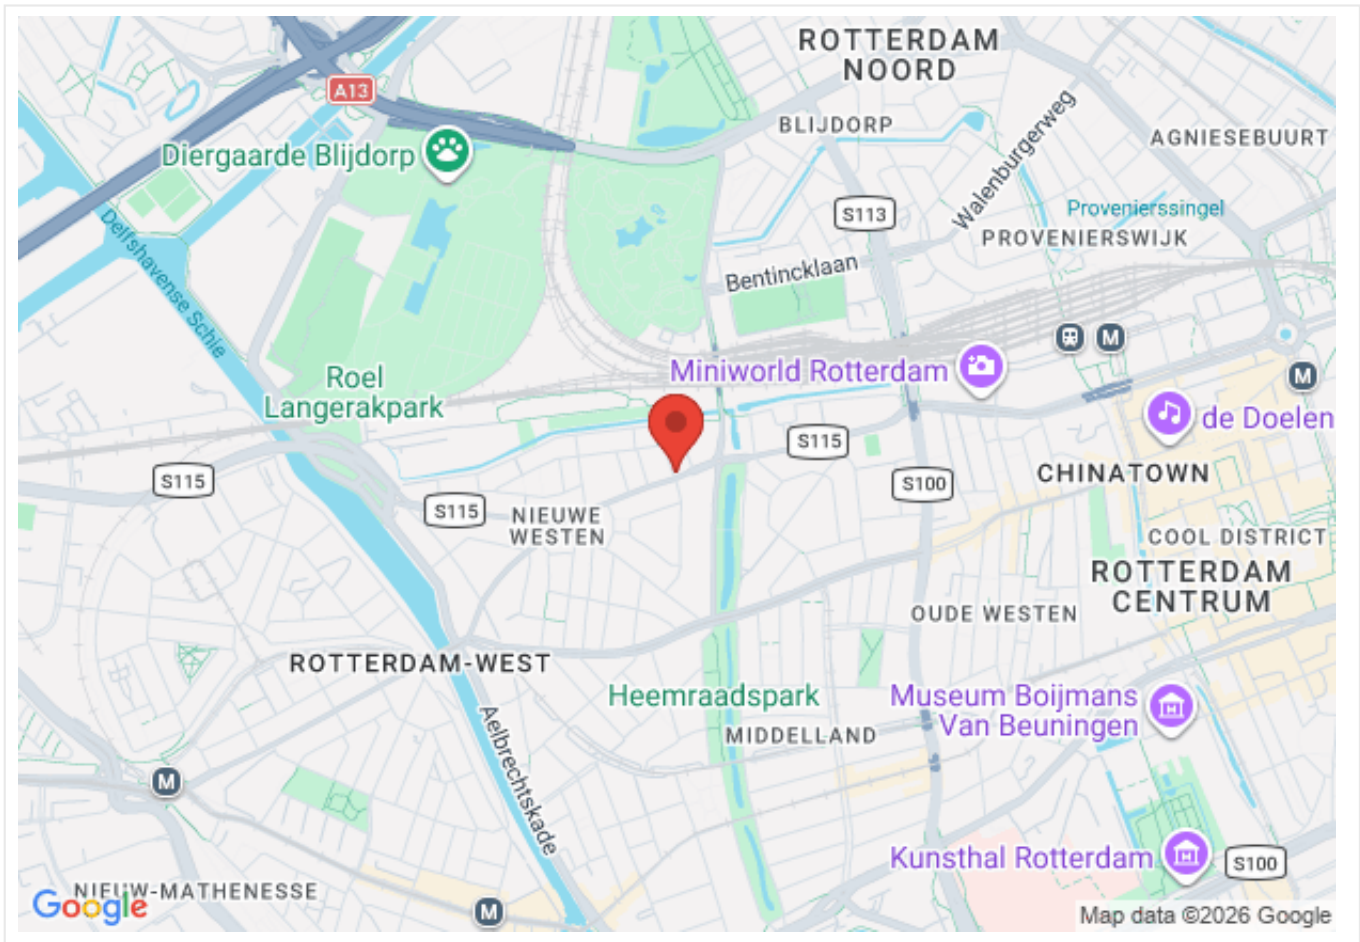 ROTTERDAM
NOORD
A13
BLIJDORP
AGNIESEBUURT
Diergaarde Blijdorp
Walenburgerweg
S113
Provenierssingel
PROVENIERSWIJK
Delfshavense Schie
Bentincklaan
M
Miniworld Rotterdam
M
Roel
Langerakpark
de Doelen
S115
CHINATOWN
S115
S100
S115
NIEUWE
WESTEN
COOL DISTRICT
ROTTERDAM
CENTRUM
OUDE WESTEN
ROTTERDAM-WEST
Heemraadspark
Museum Boijmans
Van Beuningen
MIDDELLAND
Aelbrechtskade
M
Kunsthal Rotterdam
S100
NIEUW-MATHENESSE
Google
M
Map data ©2026 Google